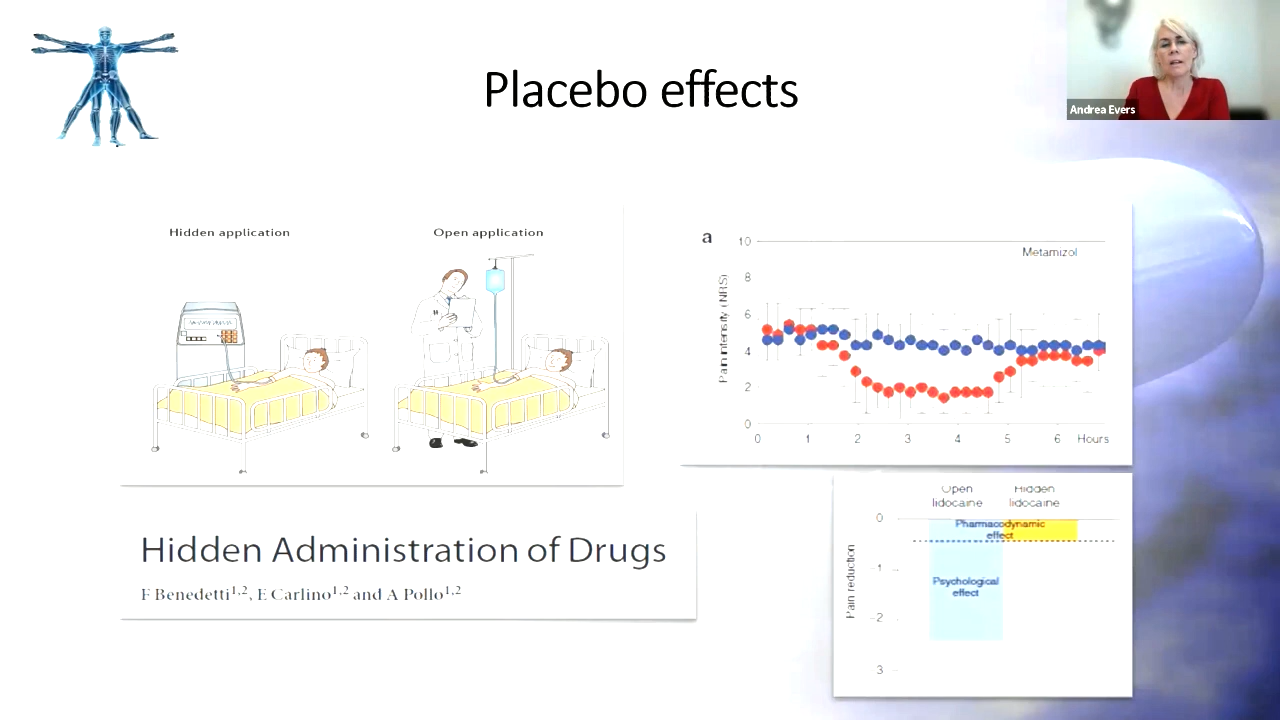 Placebo effects
Andrea Evers
Hidden application
Open application
a
Metamizol
Pain intensity (NRS)
10
8
6
4
2
0
0 1 2 3 4 5 6 Hours
Hidden Administration of Drugs
F Benedetti1,2, E Carlino1,2 and A Pollo1,2
Open
lidocaine
Hidden
lidocaine
Pharmacodynamic
effect
Psychological
effect
Pain reduction
0
−1
−2
3